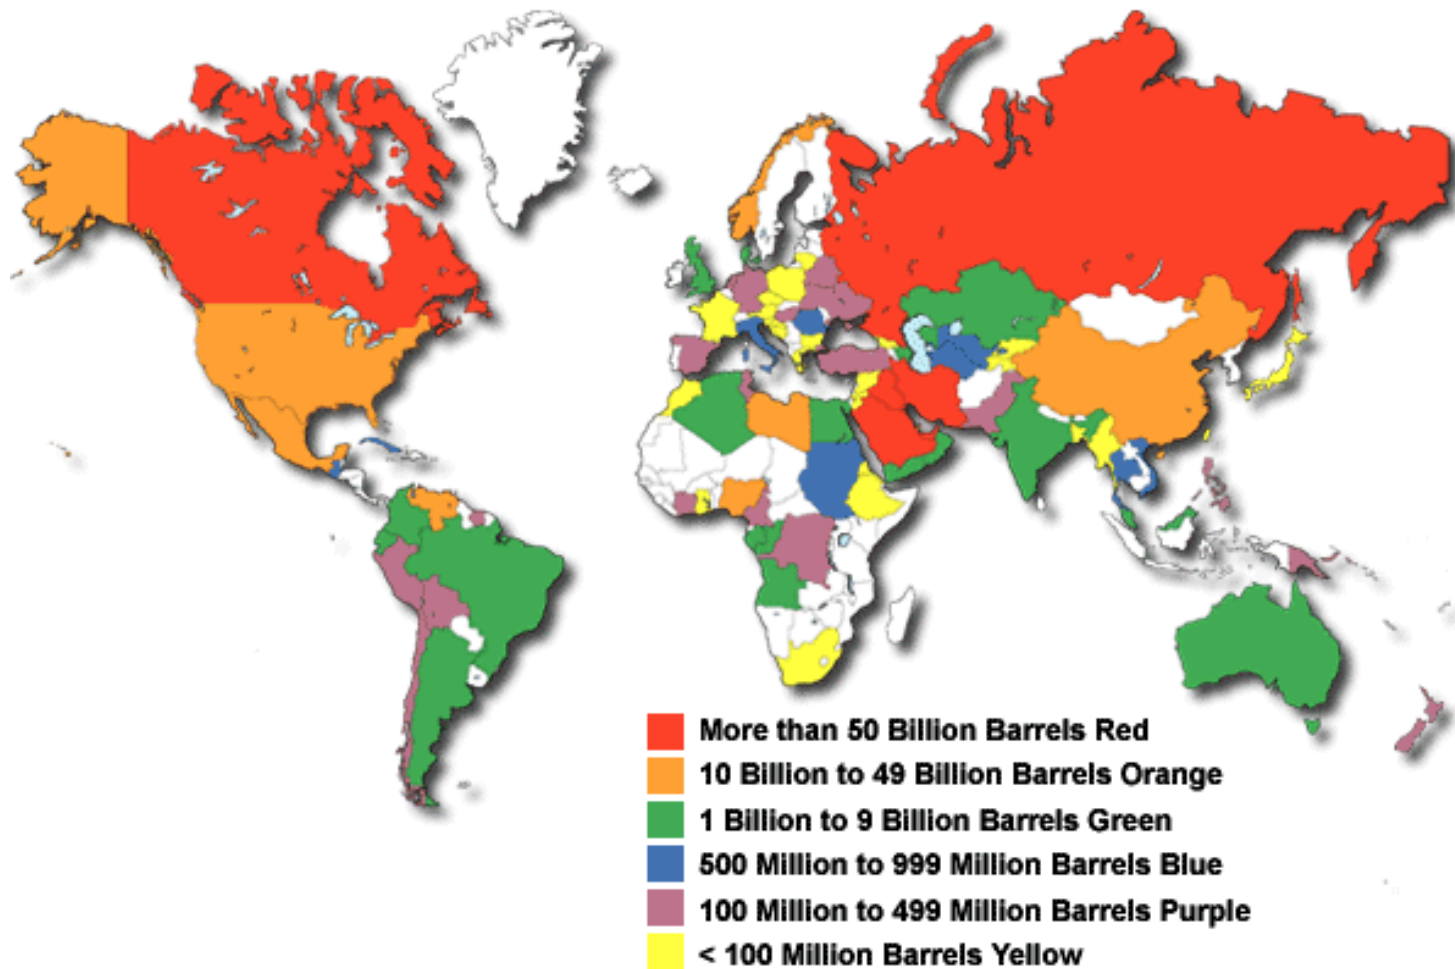 More than 50 Billion Barrels Red
10 Billion to 49 Billion Barrels Orange
1 Billion to 9 Billion Barrels Green
500 Million to 999 Million Barrels Blue
100 Million to 499 Million Barrels Purple
< 100 Million Barrels Yellow